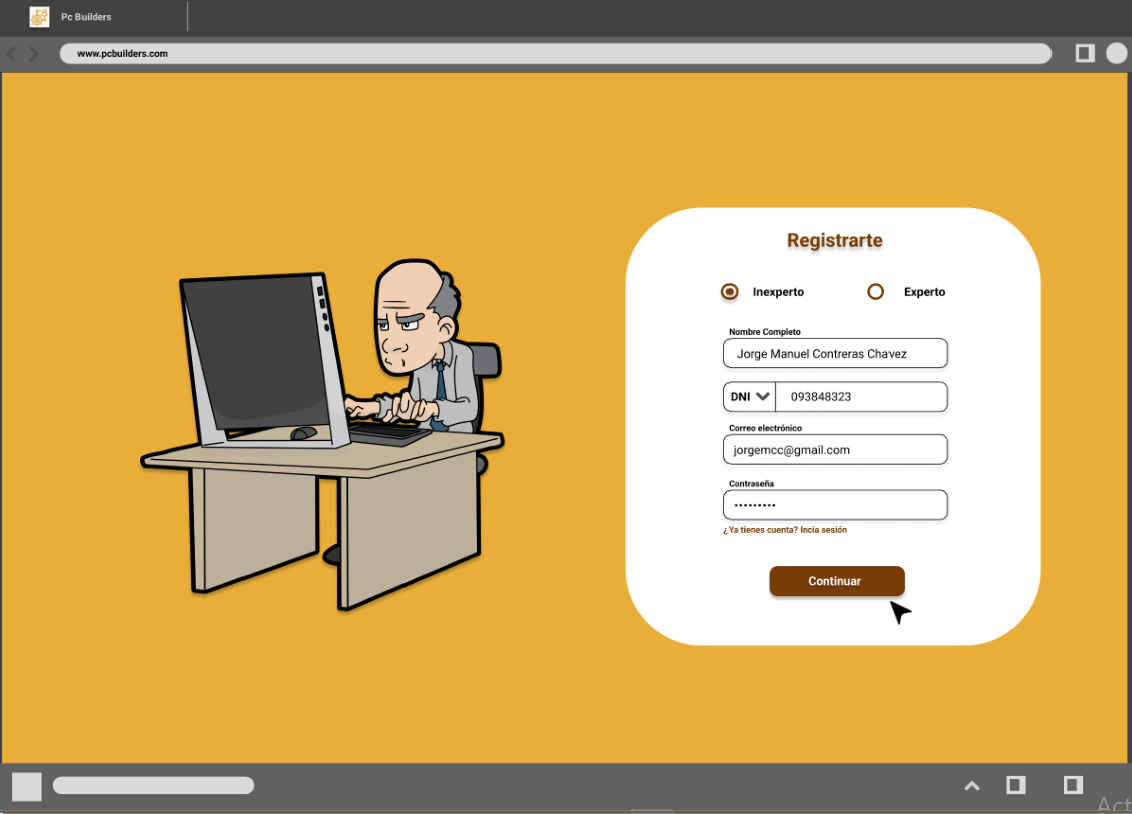 Pc Builders
www.pcbuilders.com
Registrarte
Inexperto Experto
Nombre Completo
Jorge Manuel Contreras Chavez
DNI 093848323
Correo electrónico
jorgemcc@gmail.com
Contraseña
•••••••••
¿Ya tienes cuenta? Incia sesión
Continuar
Act